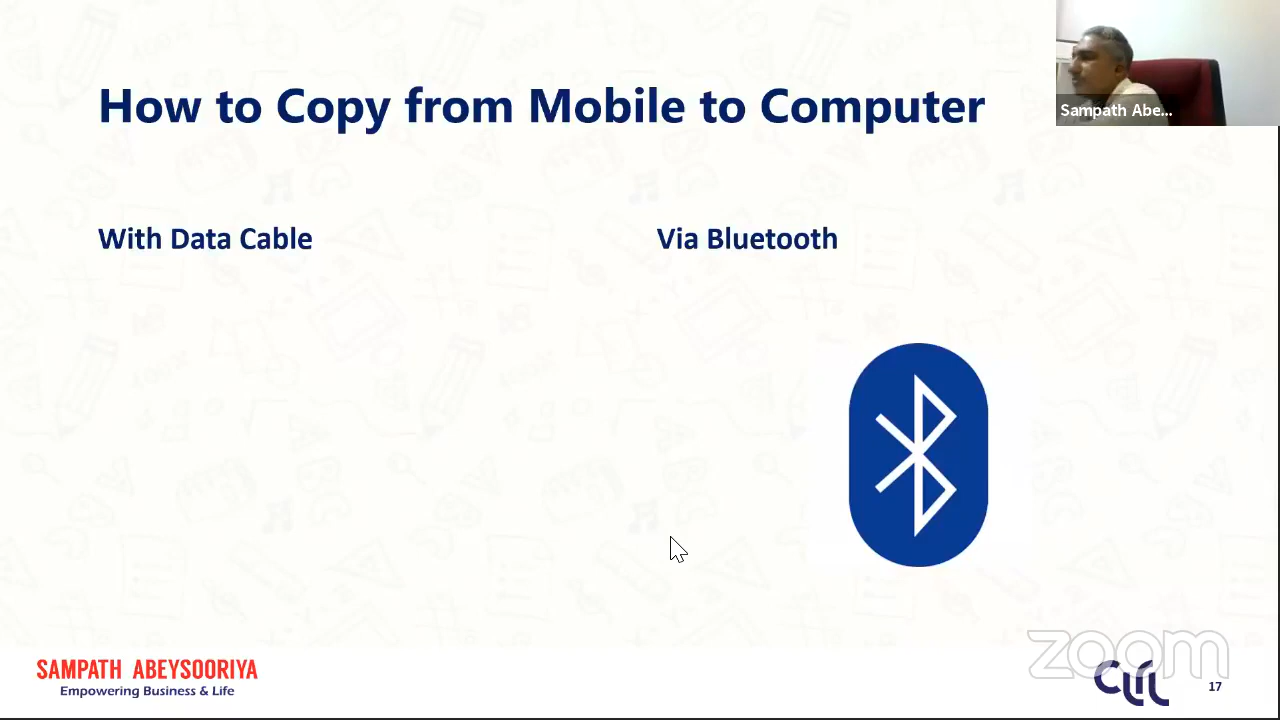 How to Copy from Mobile to Computer
Sampath Abe...
With Data Cable
Via Bluetooth
SAMPATH ABEYSOORIYA
Empowering Business & Life
zoom
17